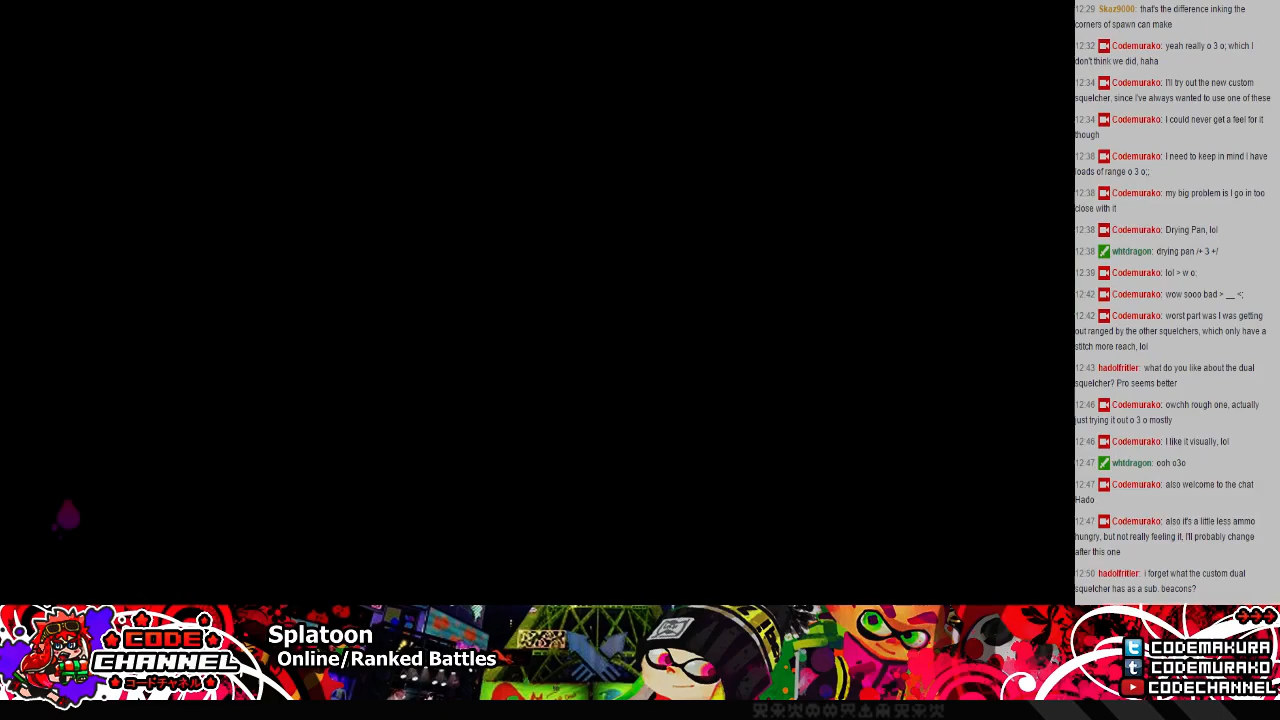 12:29 Skaz9000: that's the difference inking the
corners of spawn can make
12:32 Codemurako: yeah really o 3 o; which I
don't think we did, haha
12:34 Codemurako: I'll try out the new custom
squelcher, since I've always wanted to use one of these
12:34 Codemurako: I could never get a feel for it
though
12:38 Codemurako: I need to keep in mind I have
loads of range o 3 o;;
12:38 Codemurako: my big problem is I go in too
close with it
12:38 Codemurako: Drying Pan, lol
12:38 whtdragon: drying pan /+ 3 +/
12:39 Codemurako: lol > w o;
12:42 Codemurako: wow sooo bad > __ <;
12:42 Codemurako: worst part was I was getting
out ranged by the other squelchers, which only have a
stitch more reach, lol
12:43 hadolfritler: what do you like about the dual
squelcher? Pro seems better
12:46 Codemurako: owchh rough one, actually
just trying it out o 3 o mostly
12:46 Codemurako: I like it visually, lol
12:47 whtdragon: ooh o3o
12:47 Codemurako: also welcome to the chat
Hado
12:47 Codemurako: also it's a little less ammo
hungry, but not really feeling it, I'll probably change
after this one
12:50 hadolfritler: i forget what the custom dual
squelcher has as a sub. beacons?
CODE
CHANNEL
コードチャネル
Splatoon
Online/Ranked Battles
CODEMAKURA
CODEMURAKO
CODECHANNEL